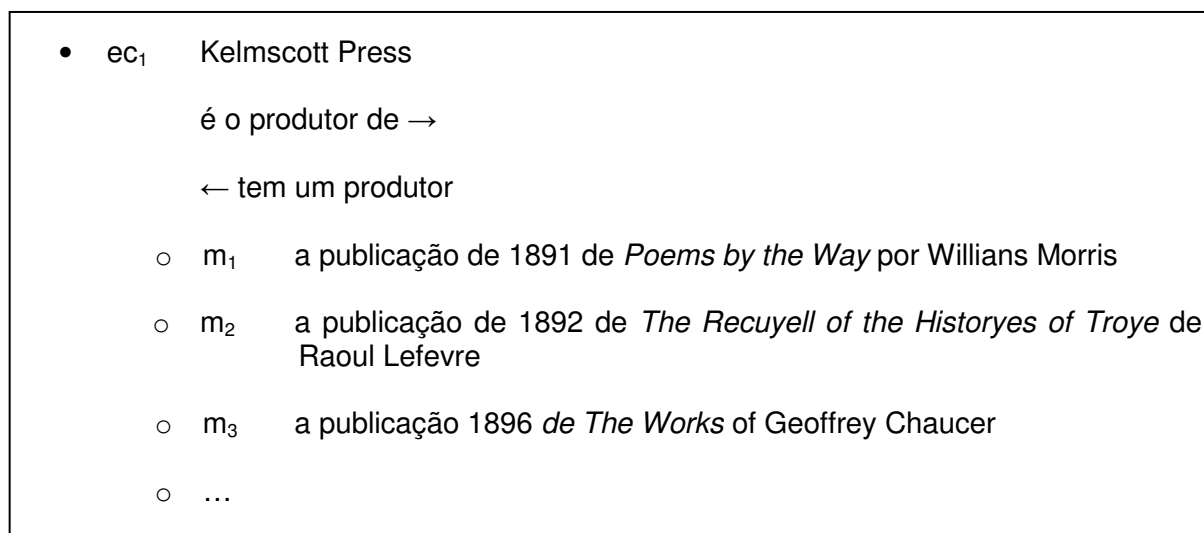 • ec₁ Kelmscott Press
é o produtor de →
← tem um produtor
○ m₁ a publicação de 1891 de Poems by the Way por Willians Morris
○ m₂ a publicação de 1892 de The Recuyell of the Historyes of Troye de
Raoul Lefevre
○ m₃ a publicação 1896 de The Works of Geoffrey Chaucer
○ …